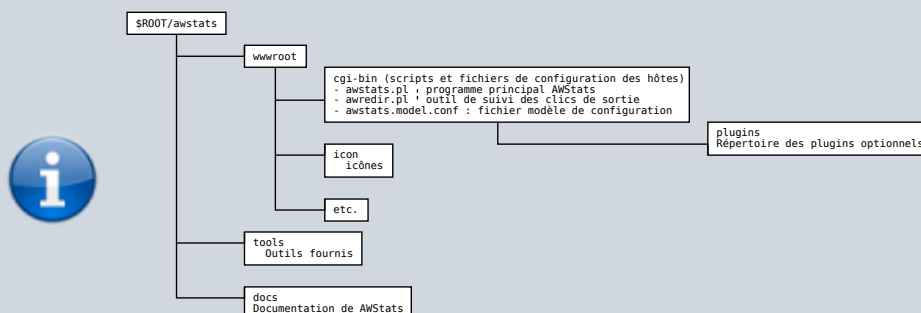 $ROOT/awstats
wwwroot
cgi-bin (scripts et fichiers de configuration des hôtes)
- awstats.pl : programme principal AWStats
- awredir.pl : outil de suivi des clics de sortie
- awstats.model.conf : fichier modèle de configuration
plugins
Répertoire des plugins optionnels
icon
icônes
etc.
tools
Outils fournis
docs
Documentation de AWStats